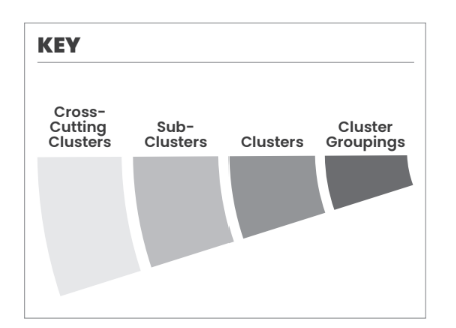 KEY
Cross-
Cutting
Clusters
Sub-
Clusters
Clusters
Cluster
Groupings